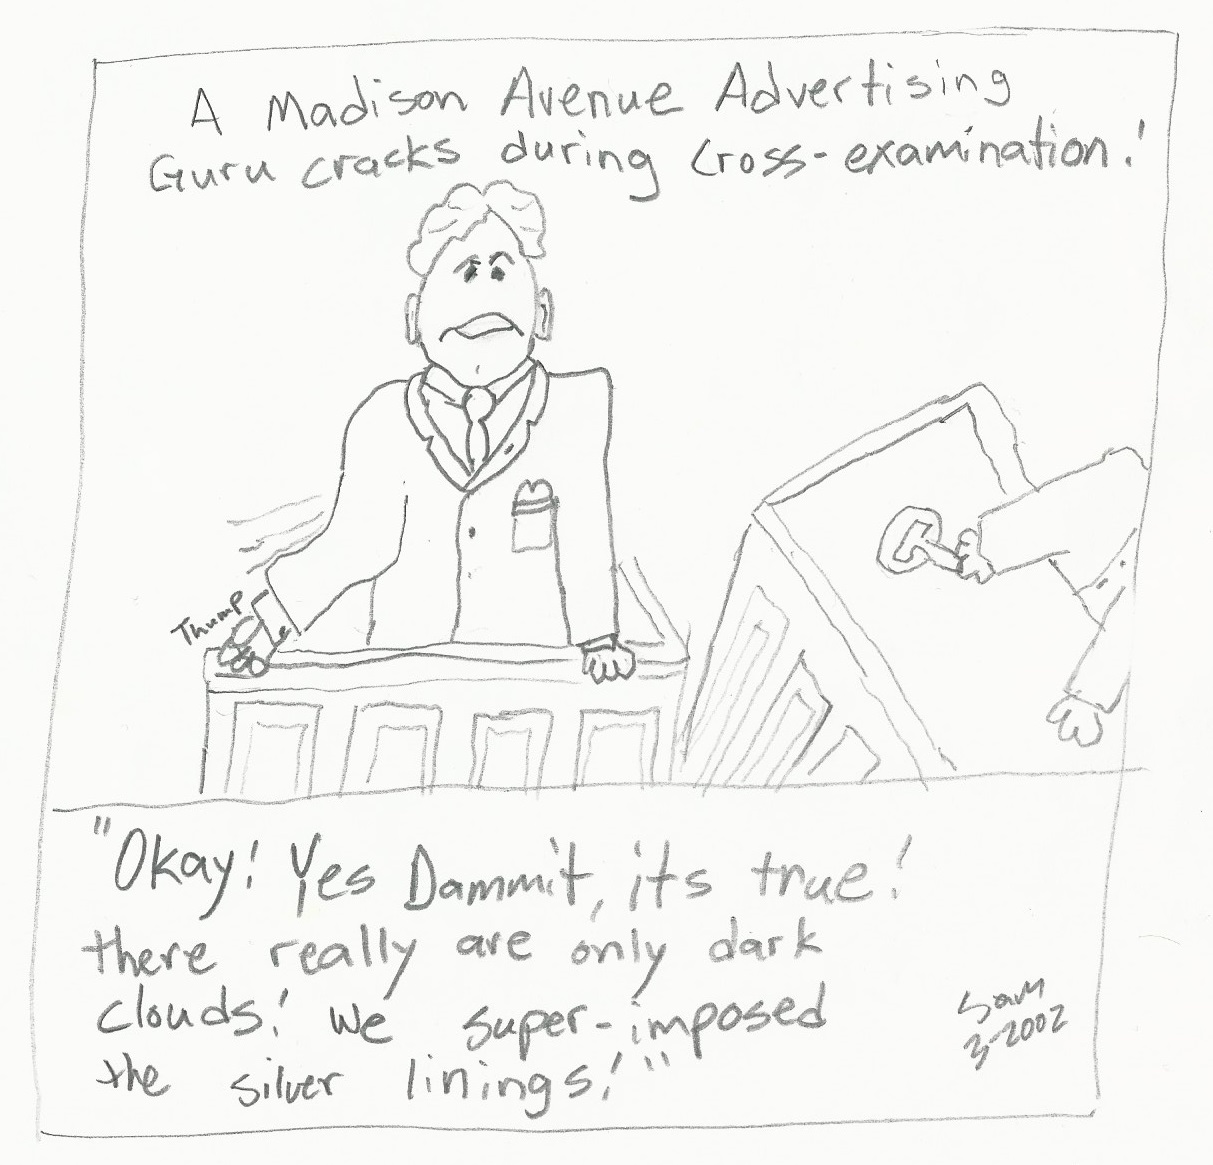 A Madison Avenue Advertising
Guru cracks during cross-examination!
Thump
"Okay! Yes Dammit, its true!
there really are only dark
clouds! We super-imposed
the silver linings!"
Sam
3-2002